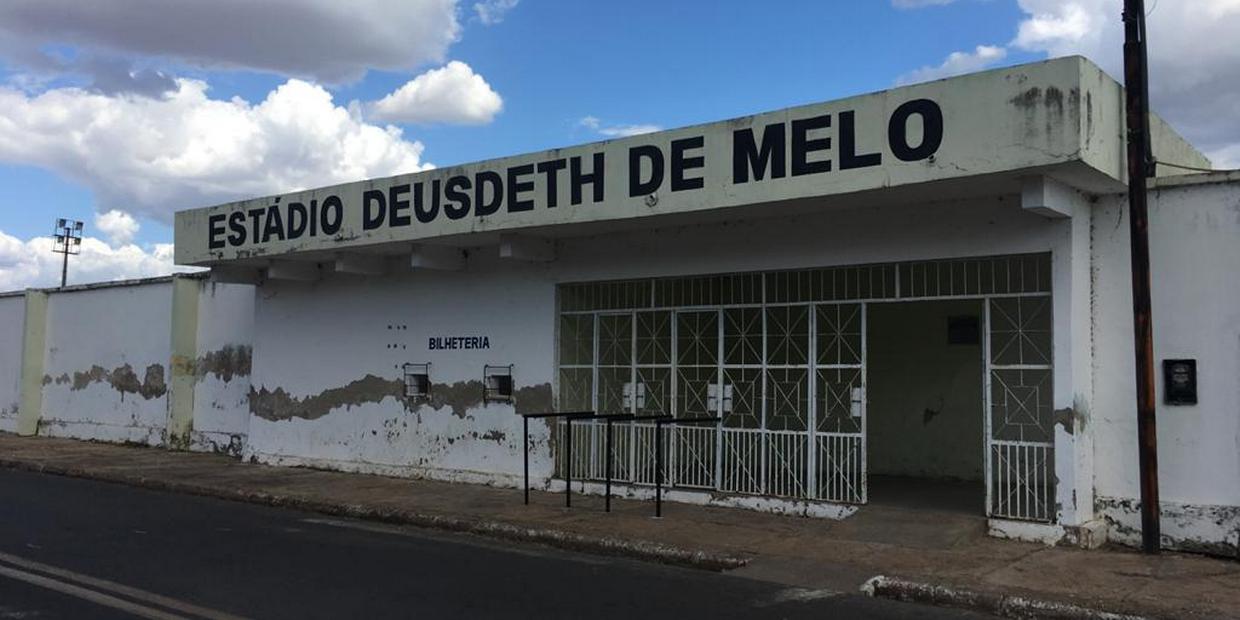 ESTÁDIO DEUSDETH DE MELO
BILHETERIA